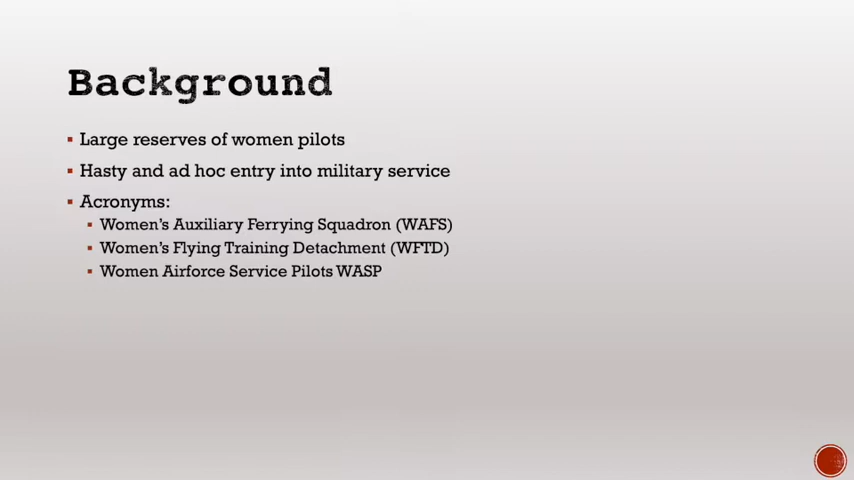 Background
▪ Large reserves of women pilots
▪ Hasty and ad hoc entry into military service
▪ Acronyms:
▪ Women's Auxiliary Ferrying Squadron (WAFS)
▪ Women's Flying Training Detachment (WFTD)
▪ Women Airforce Service Pilots WASP